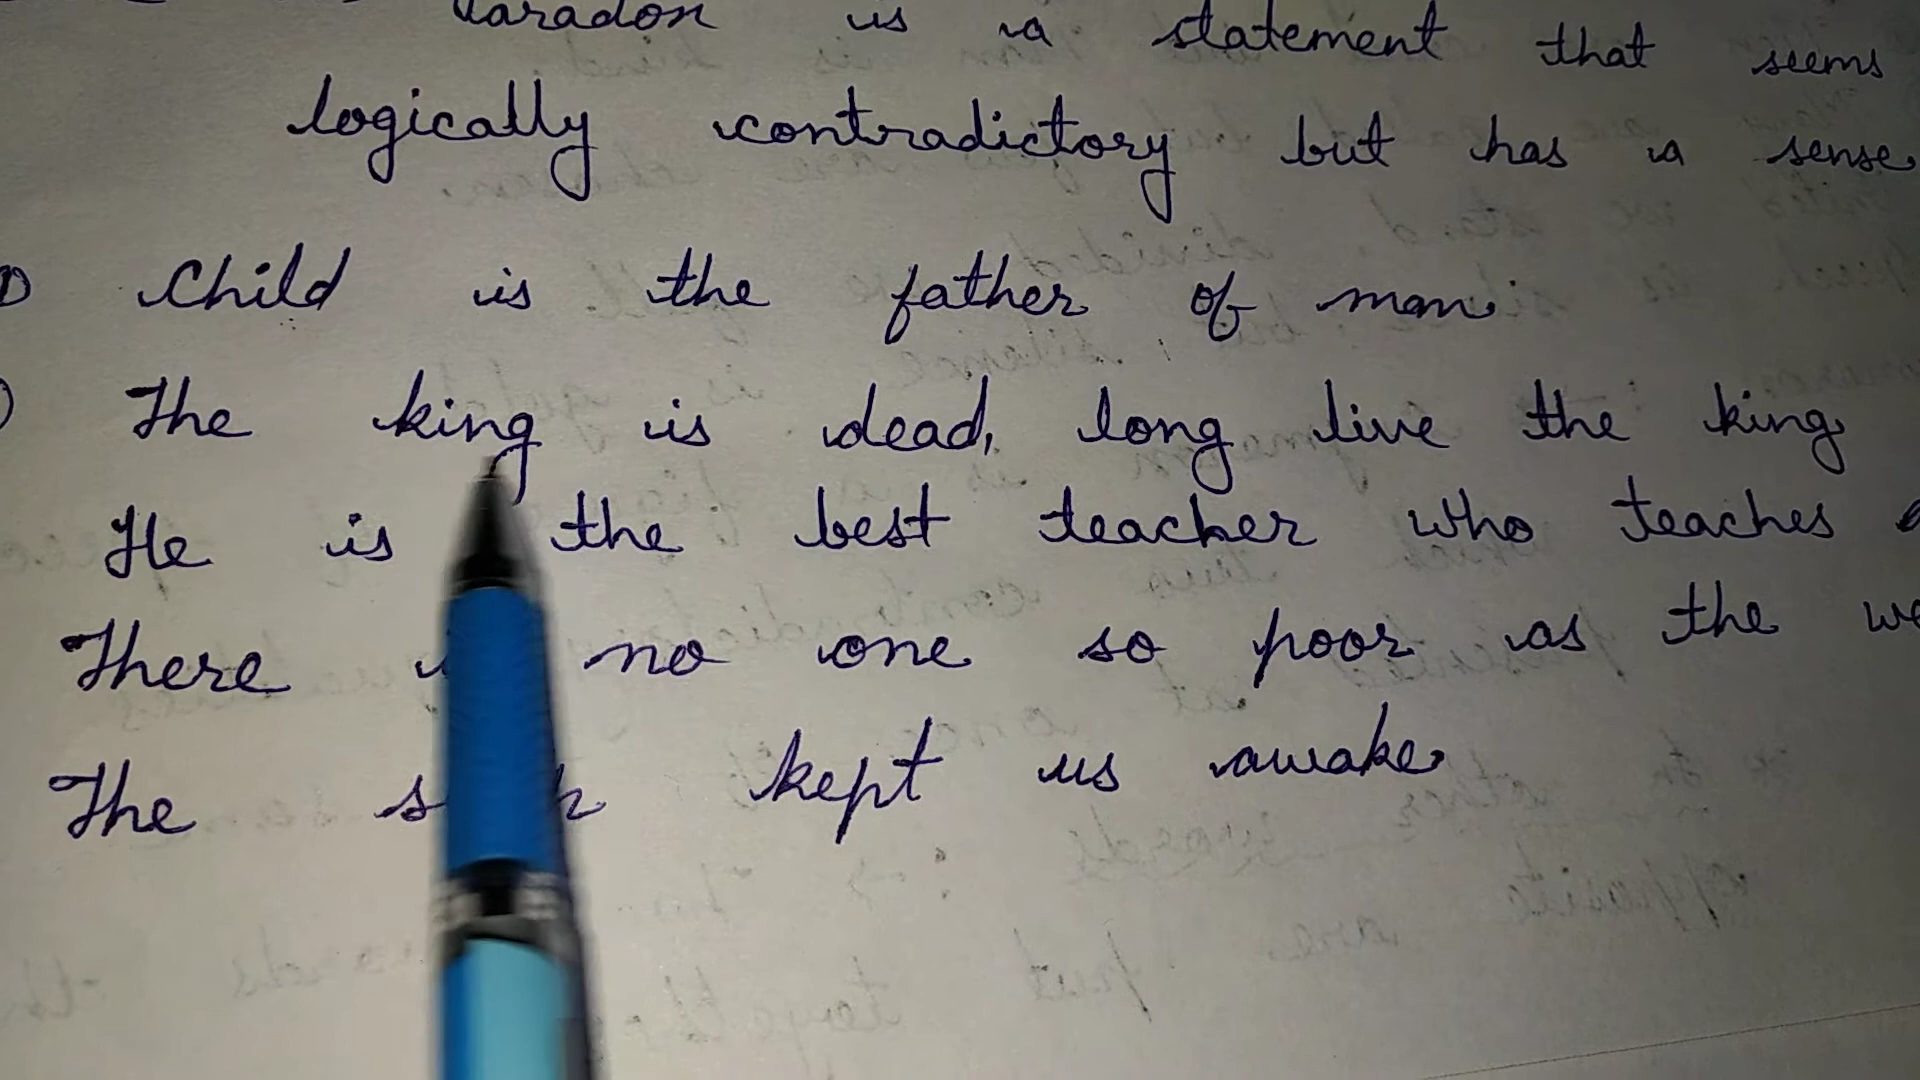 Paradox is a statement that seems
logically contradictory but has a sense
Child is the father of man.
The king is dead, long live the king
He is the best teacher who teaches
There no one so poor as the
The kept us awake